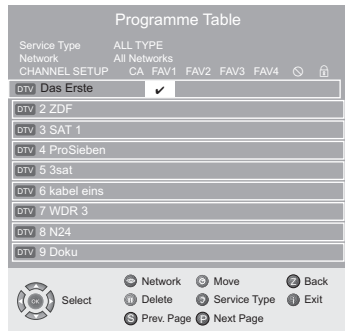 Programme Table
Service Type ALL TYPE
Network All Networks
CHANNEL SETUP CA FAV1 FAV2 FAV3 FAV4
DTV Das Erste
DTV 2 ZDF
DTV 3 SAT 1
DTV 4 ProSieben
DTV 5 3sat
DTV 6 kabel eins
DTV 7 WDR 3
DTV 8 N24
DTV 9 Doku
OK Select
Network Move Z Back
Delete Service Type i Exit
S Prev. Page P Next Page